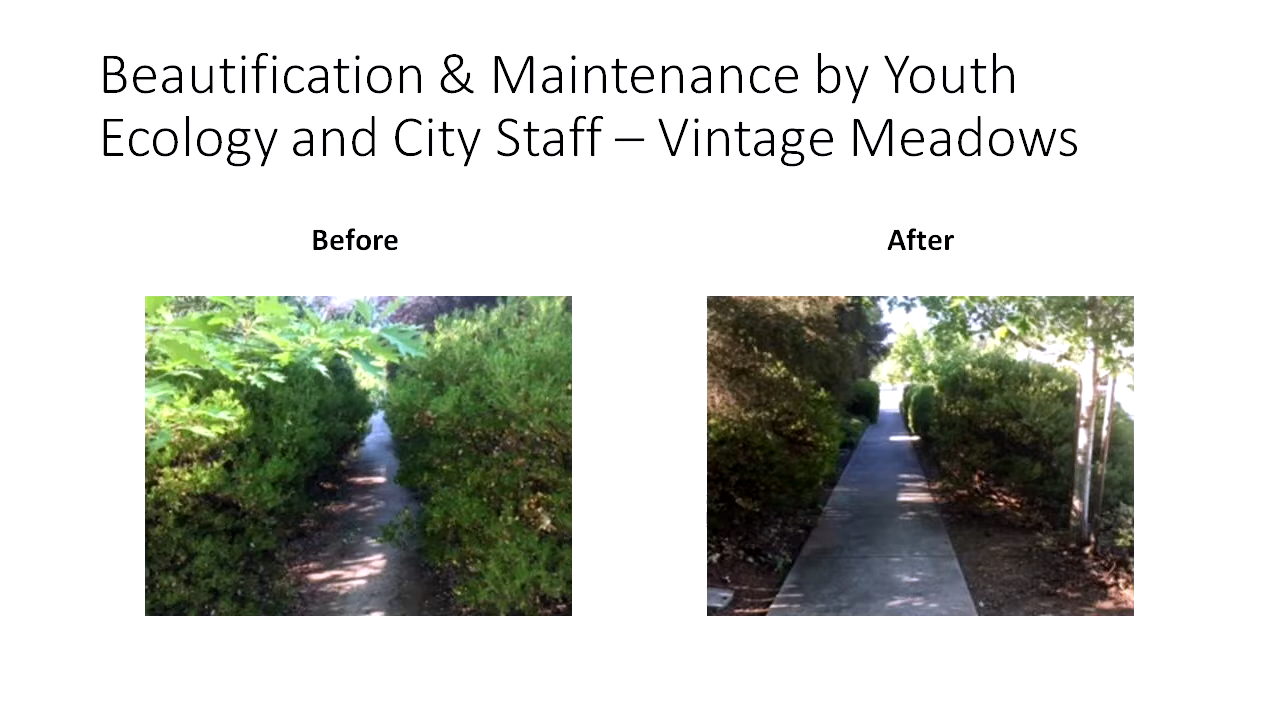 Beautification & Maintenance by Youth
Ecology and City Staff – Vintage Meadows
Before
After